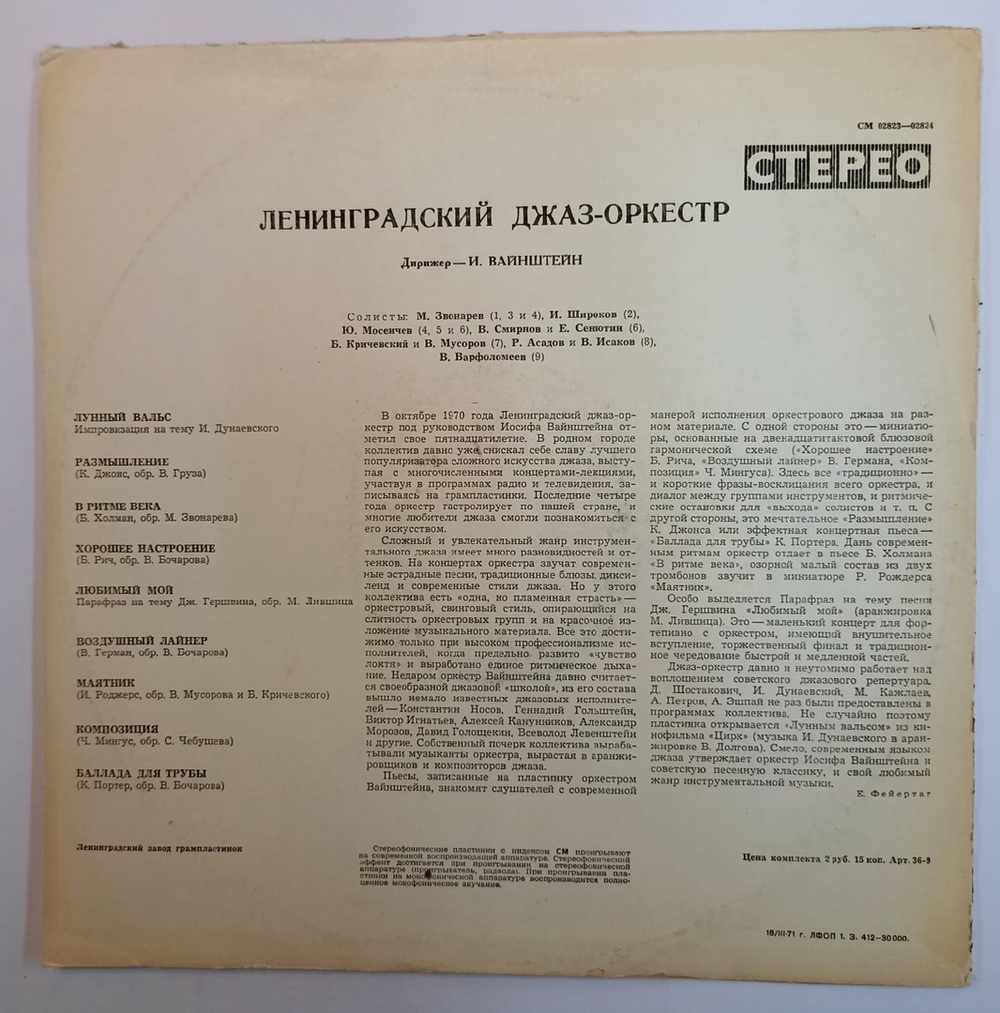 СМ 02823—02824
СТЕРЕО
ЛЕНИНГРАДСКИЙ ДЖАЗ-ОРКЕСТР
Дирижер — И. ВАЙНШТЕЙН
Солисты: М. Звонарев (1, 3 и 4), И. Широков (2),
Ю. Мосеичев (4, 5 и 6), В. Смирнов и Е. Сенютин (6),
Б. Кричевский и В. Мусоров (7), Р. Асадов и В. Исаков (8),
В. Варфоломеев (9)
ЛУННЫЙ ВАЛЬС
Импровизация на тему И. Дунаевского
РАЗМЫШЛЕНИЕ
(К. Джонс, обр. В. Груза)
В РИТМЕ ВЕКА
(Б. Холман, обр. М. Звонарева)
ХОРОШЕЕ НАСТРОЕНИЕ
(Б. Рич, обр. В. Бочарова)
ЛЮБИМЫЙ МОЙ
Парафраз на тему Дж. Гершвина, обр. М. Лившица
ВОЗДУШНЫЙ ЛАЙНЕР
(В. Герман, обр. В. Бочарова)
МАЯТНИК
(И. Роджерс, обр. В. Мусорова и Б. Кричевского)
КОМПОЗИЦИЯ
(Ч. Мингус, обр. С. Чебушева)
БАЛЛАДА ДЛЯ ТРУБЫ
(К. Портер, обр. В. Бочарова)
В октябре 1970 года Ленинградский джаз-ор-
кестр под руководством Иосифа Вайнштейна от-
метил свое пятнадцатилетие. В родном городе
коллектив давно уже снискал себе славу лучшего
популяризатора сложного искусства джаза, высту-
пая с многочисленными концертами-лекциями,
участвуя в программах радио и телевидения, за-
писываясь на грампластинки. Последние четыре
года оркестр гастролирует по нашей стране, и
многие любители джаза смогли познакомиться с
его искусством.
Сложный и увлекательный жанр инструмен-
тального джаза имеет много разновидностей и от-
тенков. На концертах оркестра звучат современ-
ные эстрадные песни, традиционные блюзы, дикси-
ленд и современные стили джаза. Но у этого
коллектива есть «одна, но пламенная страсть» —
оркестровый, свинговый стиль, опирающийся на
слитность оркестровых групп и на красочное из-
ложение музыкального материала. Все это дости-
жимо только при высоком профессионализме ис-
полнителей, когда предельно развито «чувство
локтя» и выработано единое ритмическое дыха-
ние. Недаром оркестр Вайнштейна давно считает-
ся своеобразной джазовой «школой», из его состава
вышло немало известных джазовых исполните-
лей — Константин Носов, Геннадий Гольштейн,
Виктор Игнатьев, Алексей Канунников, Александр
Морозов, Давид Голощекин, Всеволод Левенштейн
и другие. Собственный почерк коллектива выраба-
тывали музыканты оркестра, вырастая в аранжи-
ровщиков и композиторов джаза.
Пьесы, записанные на пластинку оркестром
Вайнштейна, знакомят слушателей с современной
манерой исполнения оркестрового джаза на раз-
ном материале. С одной стороны это — миниатю-
ры, основанные на двенадцатитактовой блюзовой
гармонической схеме («Хорошее настроение»
Б. Рича, «Воздушный лайнер» В. Германа, «Ком-
позиция» Ч. Мингуса). Здесь все «традиционно» —
и короткие фразы-восклицания всего оркестра, и
диалог между группами инструментов, и ритмиче-
ские остановки для «выхода» солистов и т. п. С
другой стороны, это мечтательное «Размышление»
К. Джонса или эффектная концертная пьеса —
«Баллада для трубы» К. Портера. Дань современ-
ным ритмам оркестр отдает в пьесе Б. Холмана
«В ритме века», озорной малый состав из двух
тромбонов звучит в миниатюре Р. Рождерса
«Маятник».
Особо выделяется Парафраз на тему песни
Дж. Гершвина «Любимый мой» (аранжировка
М. Лившица). Это — маленький концерт для фор-
тепиано с оркестром, имеющий внушительное
вступление, торжественный финал и традицион-
ное чередование быстрой и медленной частей.
Джаз-оркестр давно и неутомимо работает над
воплощением советского джазового репертуара.
Д. Шостакович, И. Дунаевский, М. Кажлаев,
А. Петров, А. Эшпай не раз были предоставлены в
программах коллектива. Не случайно поэтому
пластинка открывается «Лунным вальсом» из ки-
нофильма «Цирк» (музыка И. Дунаевского в аран-
жировке В. Долгова). Смело, современным языком
джаза утверждает оркестр Иосифа Вайнштейна и
советскую песенную классику, и свой любимый
жанр инструментальной музыки.
Е. Фейертаг
Ленинградский завод грампластинок
Стереофонические пластинки с индексом СМ проигрывают
на современной воспроизводящей аппаратуре. Стереофонический
эффект достигается при проигрывании на стереофонической
аппаратуре (проигрыватель, радиола). При проигрывании пла-
стинки на монофонической аппаратуре воспроизводится полно-
ценное монофоническое звучание.
Цена комплекта 2 руб. 15 коп. Арт. 36-9
18/III-71 г. ЛФОП 1. З. 412—30000.